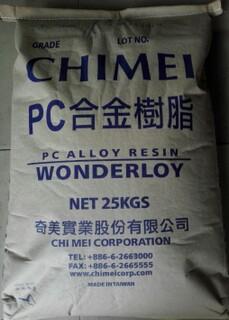 GRADE LOT NO.
CHIMEI
PC合金樹脂
PC ALLOY RESIN
WONDERLOY
NET 25KGS
奇美實業股份有限公司
CHI MEI CORPORATION
TEL: +886-6-2663000
FAX: +886-6-2665555
www.chimeicorp.com
MADE IN TAIWAN